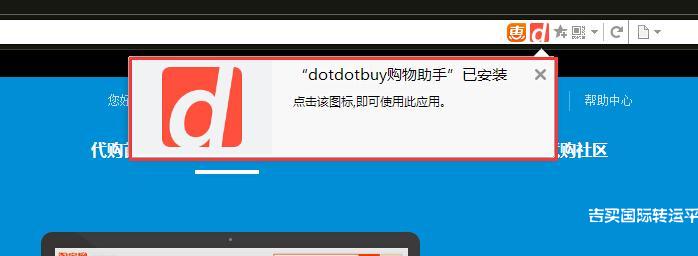 惠 d
d
“dotdotbuy购物助手”已安装
点击该图标,即可使用此应用。
您好
帮助中心
代购
购社区
吉买国际转运平